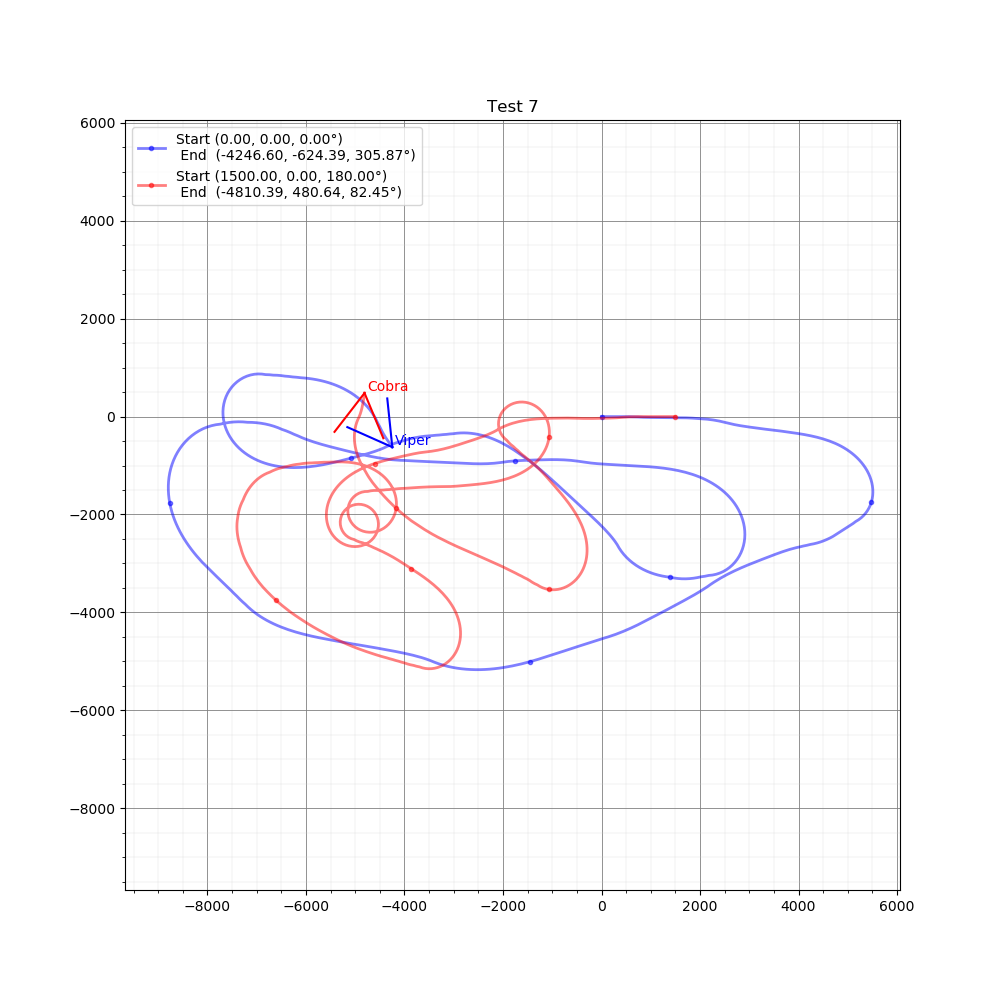 Test 7
Start (0.00, 0.00, 0.00°)
End  (-4246.60, -624.39, 305.87°)
Start (1500.00, 0.00, 180.00°)
End  (-4810.39, 480.64, 82.45°)
6000
4000
2000
0
−2000
−4000
−6000
−8000
Cobra
Viper
−8000 −6000 −4000 −2000 0 2000 4000 6000